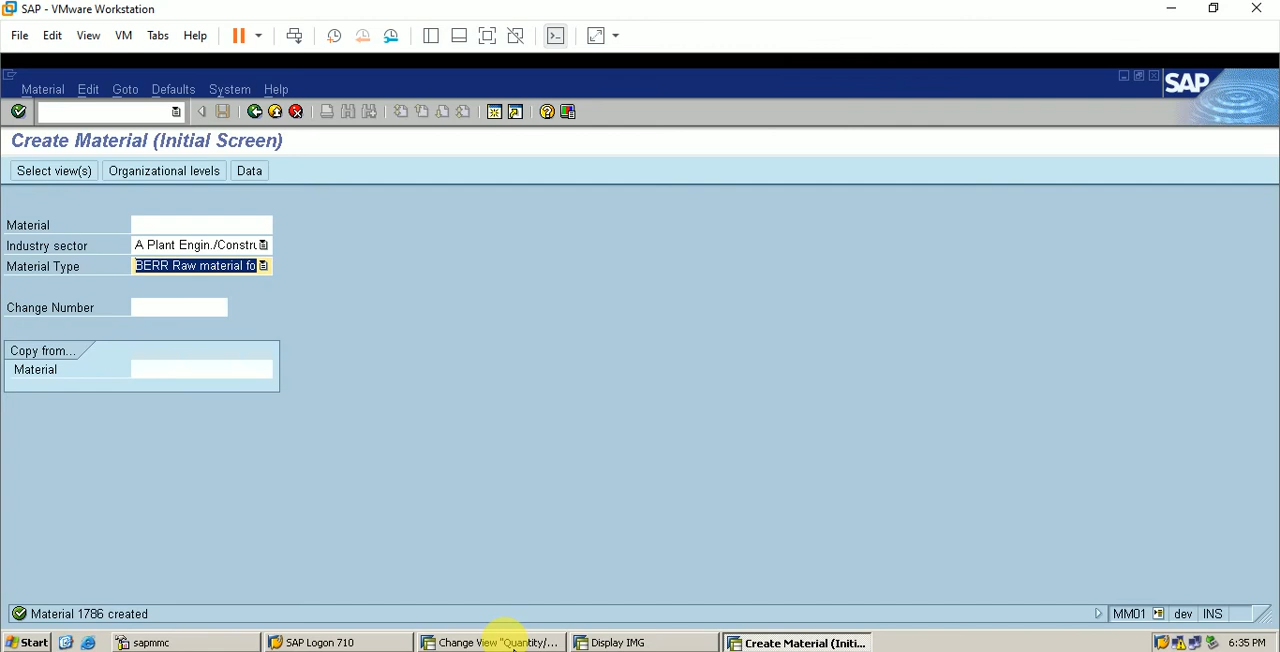 SAP - VMware Workstation
File Edit View VM Tabs Help
Material Edit Goto Defaults System Help
SAP
Create Material (Initial Screen)
Select view(s) Organizational levels Data
Material
Industry sector A Plant Engin./Constru
Material Type BERR Raw material fo
Change Number
Copy from...
Material
Material 1786 created
MM01 dev INS
Start sapmmc SAP Logon 710 Change View "Quantity/... Display IMG Create Material (Initi... 6:35 PM